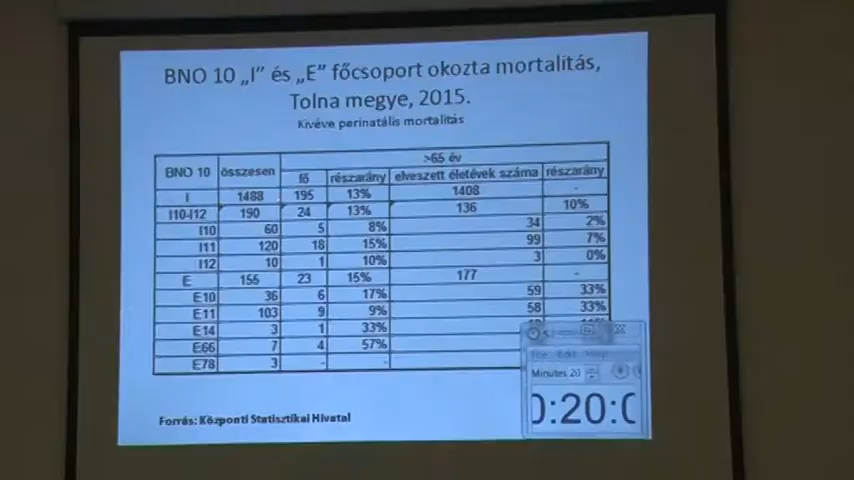 BNO 10 „I” és „E” főcsoport okozta mortalitás,
Tolna megye, 2015.
Kivéve perinatális mortalitás
BNO 10 összesen >65 év
fő részarány elveszett életévek száma részarány
I 1488 195 13% 1408 -
I10-I12 190 24 13% 136 10%
I10 60 5 8% 34 2%
I11 120 18 15% 99 7%
I12 10 1 10% 3 0%
E 155 23 15% 177 -
E10 36 6 17% 59 33%
E11 103 9 9% 58 33%
E14 3 1 33%
E66 7 4 57%
E78 3 - -
Forrás: Központi Statisztikai Hivatal
File Edit Help
Minutes 20
0:20:0